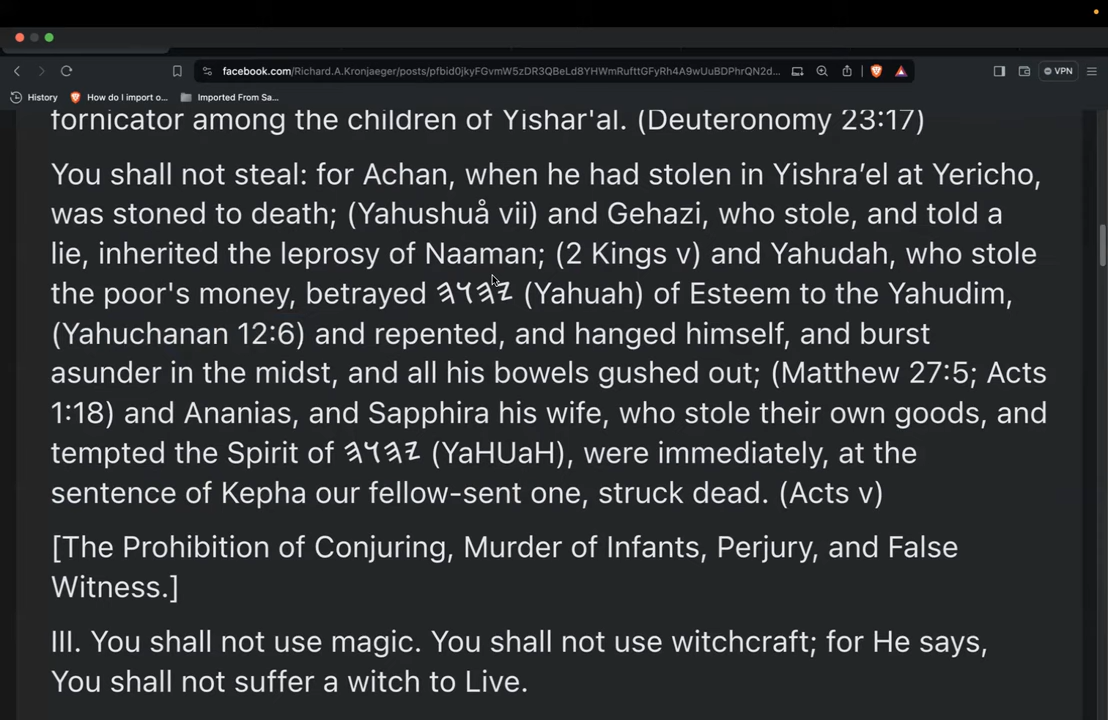 facebook.com/Richard.A.Kronjaeger/posts/pfbid0jkyFGvmW5zDR3QBeLd8YHWmRufttGFyRh4A9wUuBDPhrQN2d...
VPN
History How do I import o... Imported From Sa...
fornicator among the children of Yishar'al. (Deuteronomy 23:17)
You shall not steal: for Achan, when he had stolen in Yishra’el at Yericho,
was stoned to death; (Yahushuå vii) and Gehazi, who stole, and told a
lie, inherited the leprosy of Naaman; (2 Kings v) and Yahudah, who stole
the poor's money, betrayed 𐤉𐤄𐤅𐤄 (Yahuah) of Esteem to the Yahudim,
(Yahuchanan 12:6) and repented, and hanged himself, and burst
asunder in the midst, and all his bowels gushed out; (Matthew 27:5; Acts
1:18) and Ananias, and Sapphira his wife, who stole their own goods, and
tempted the Spirit of 𐤉𐤄𐤅𐤄 (YaHUaH), were immediately, at the
sentence of Kepha our fellow-sent one, struck dead. (Acts v)
[The Prohibition of Conjuring, Murder of Infants, Perjury, and False
Witness.]
III. You shall not use magic. You shall not use witchcraft; for He says,
You shall not suffer a witch to Live.